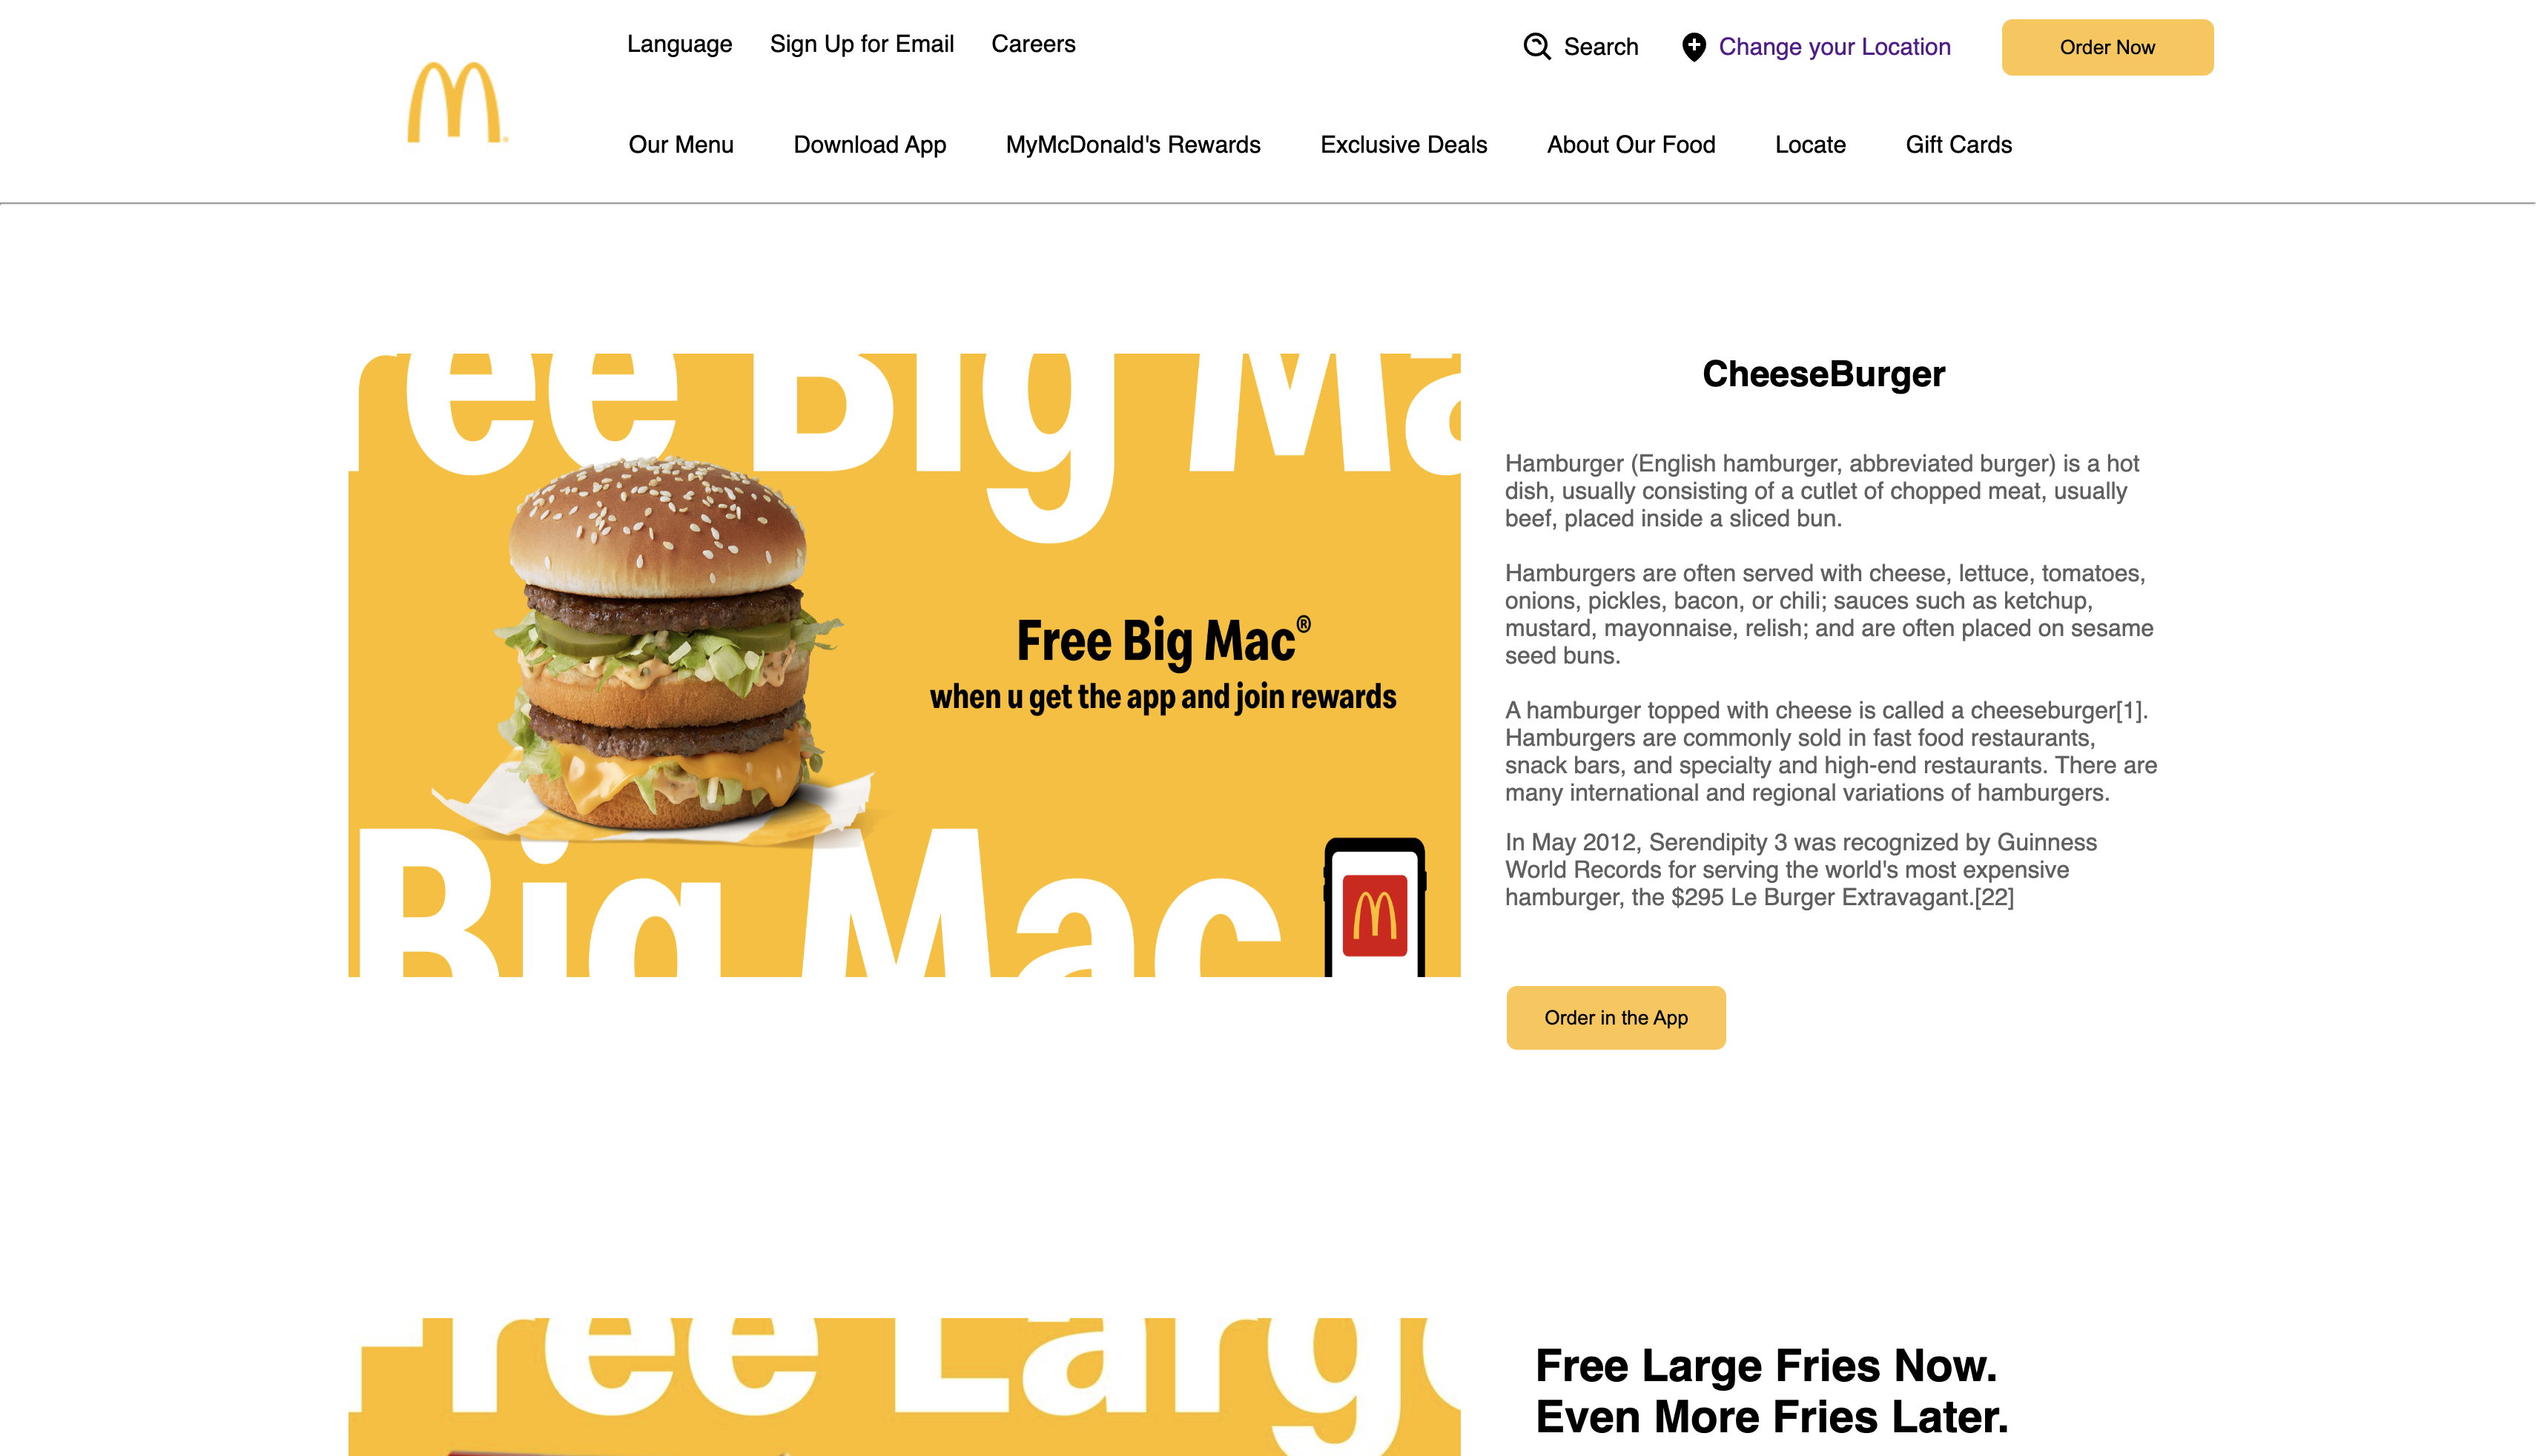 Language Sign Up for Email Careers
Search Change your Location Order Now
Our Menu Download App MyMcDonald's Rewards Exclusive Deals About Our Food Locate Gift Cards
ree Big Ma
Free Big Mac®
when u get the app and join rewards
Big Mac
CheeseBurger
Hamburger (English hamburger, abbreviated burger) is a hot
dish, usually consisting of a cutlet of chopped meat, usually
beef, placed inside a sliced bun.
Hamburgers are often served with cheese, lettuce, tomatoes,
onions, pickles, bacon, or chili; sauces such as ketchup,
mustard, mayonnaise, relish; and are often placed on sesame
seed buns.
A hamburger topped with cheese is called a cheeseburger[1].
Hamburgers are commonly sold in fast food restaurants,
snack bars, and specialty and high-end restaurants. There are
many international and regional variations of hamburgers.
In May 2012, Serendipity 3 was recognized by Guinness
World Records for serving the world's most expensive
hamburger, the $295 Le Burger Extravagant.[22]
Order in the App
Free Large
Free Large Fries Now.
Even More Fries Later.